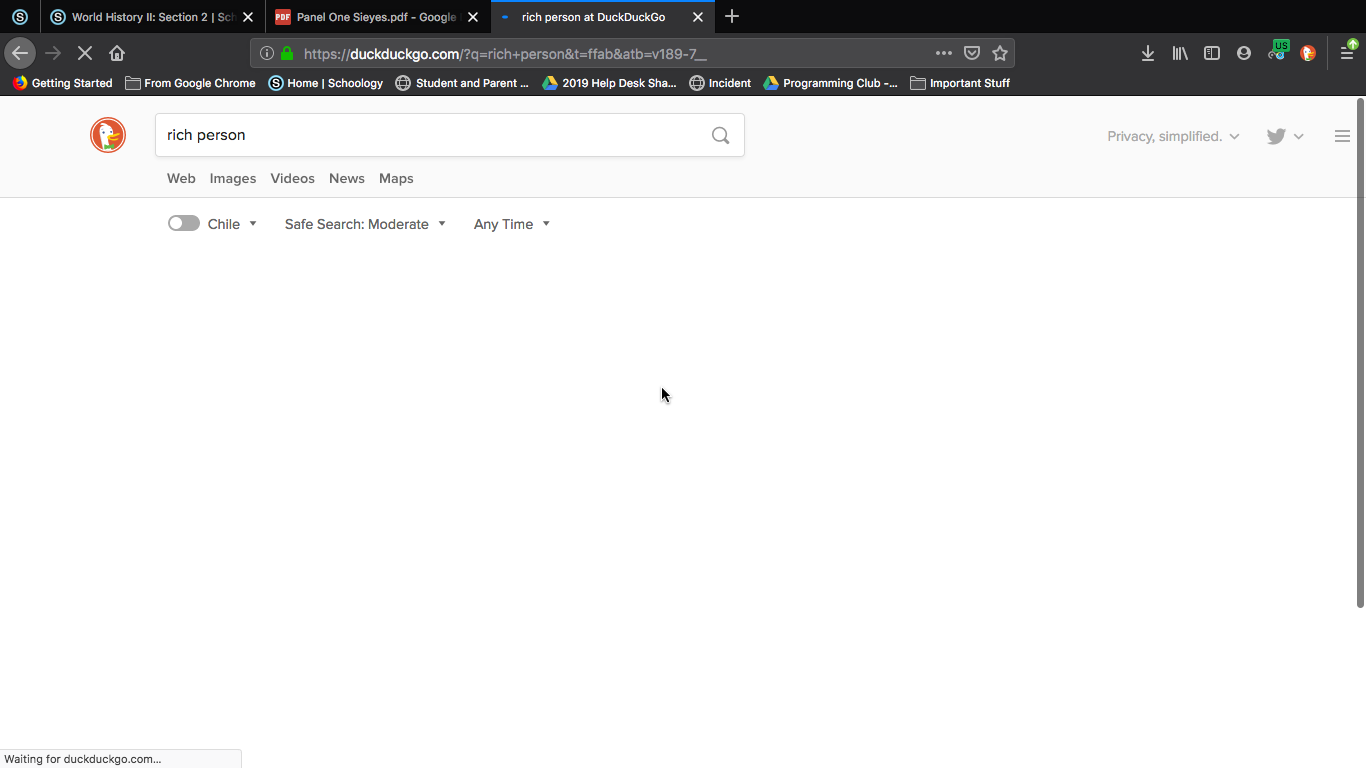 World History II: Section 2 | Sch
Panel One Sieyes.pdf - Google
rich person at DuckDuckGo
https://duckduckgo.com/?q=rich+person&t=ffab&atb=v189-7__
US
Getting Started
From Google Chrome
Home | Schoology
Student and Parent ...
2019 Help Desk Sha...
Incident
Programming Club -...
Important Stuff
rich person
Privacy, simplified.
Web Images Videos News Maps
Chile
Safe Search: Moderate
Any Time
Waiting for duckduckgo.com...